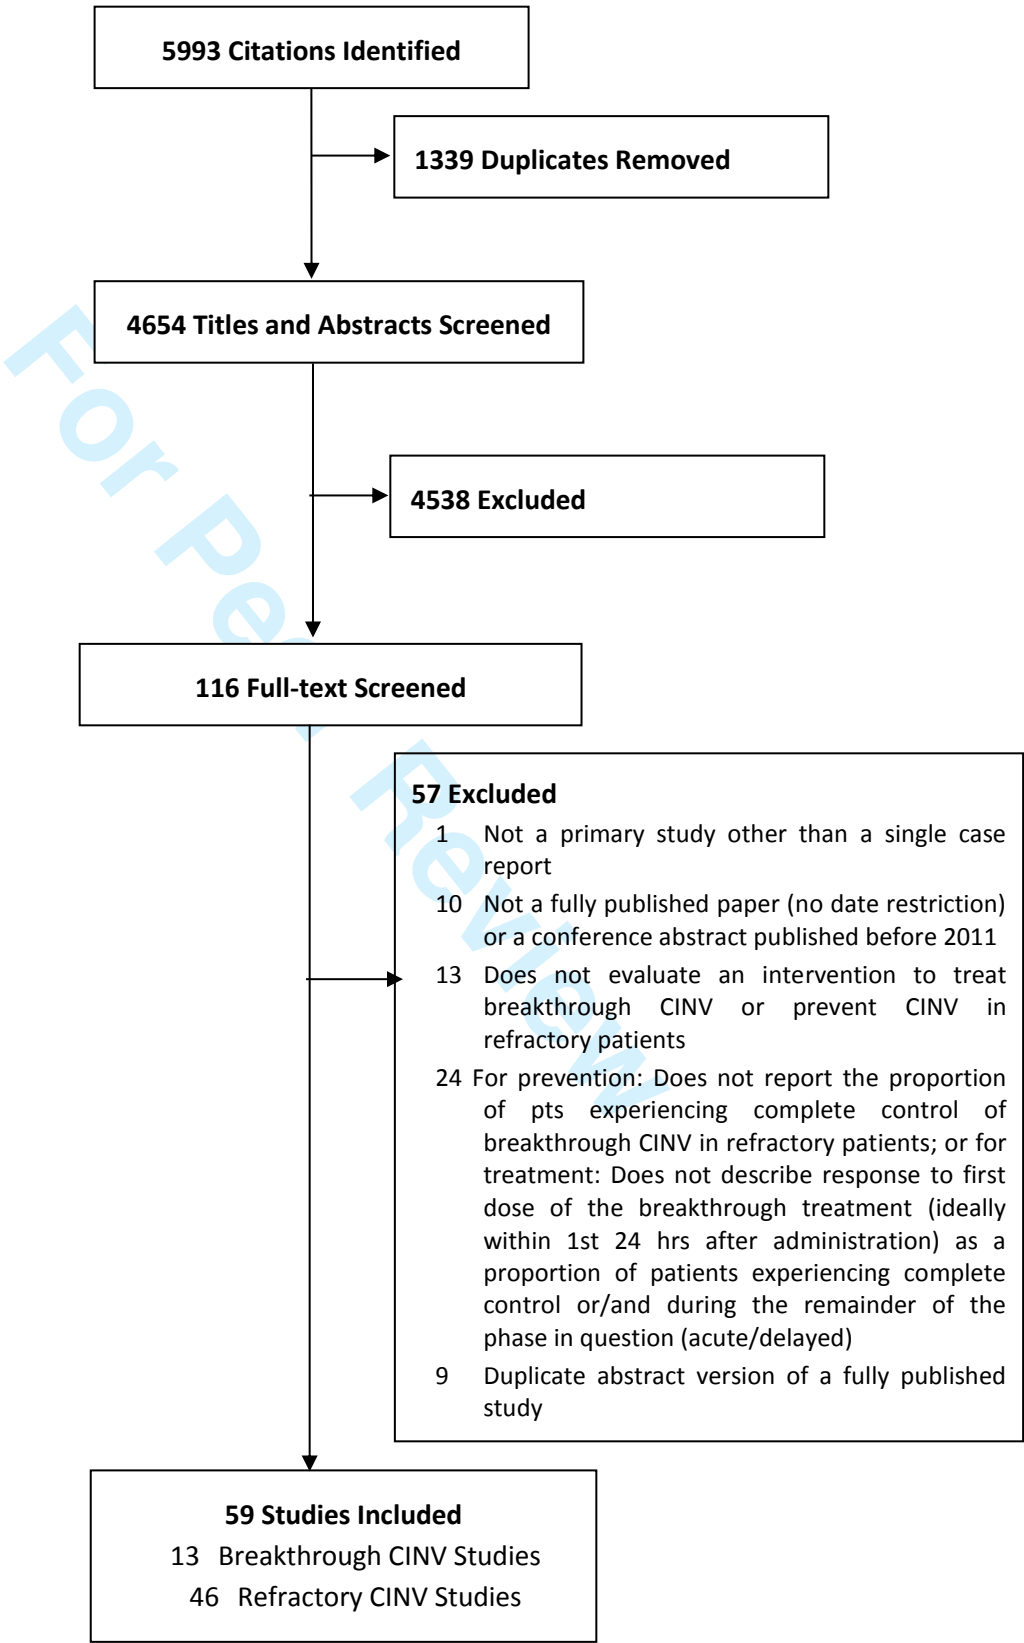 5993 Citations Identified
1339 Duplicates Removed
4654 Titles and Abstracts Screened
4538 Excluded
116 Full-text Screened
57 Excluded
1 Not a primary study other than a single case
report
10 Not a fully published paper (no date restriction)
or a conference abstract published before 2011
13 Does not evaluate an intervention to treat
breakthrough CINV or prevent CINV in
refractory patients
24 For prevention: Does not report the proportion
of pts experiencing complete control of
breakthrough CINV in refractory patients; or for
treatment: Does not describe response to first
dose of the breakthrough treatment (ideally
within 1st 24 hrs after administration) as a
proportion of patients experiencing complete
control or/and during the remainder of the
phase in question (acute/delayed)
9 Duplicate abstract version of a fully published
study
59 Studies Included
13 Breakthrough CINV Studies
46 Refractory CINV Studies
For Peer Review